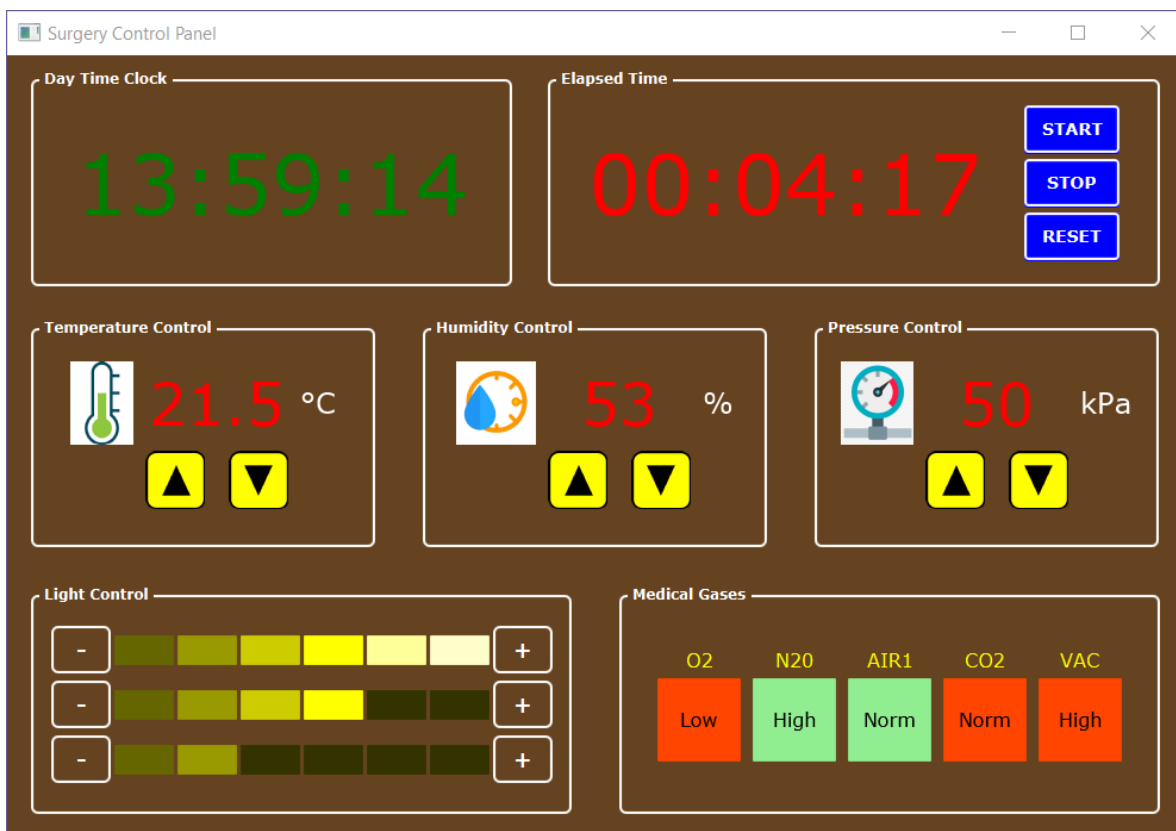 Surgery Control Panel
Day Time Clock
13:59:14
Elapsed Time
00:04:17
START
STOP
RESET
Temperature Control
21.5 °C
Humidity Control
53 %
Pressure Control
50 kPa
Light Control
- +
- +
- +
Medical Gases
O2 N20 AIR1 CO2 VAC
Low High Norm Norm High